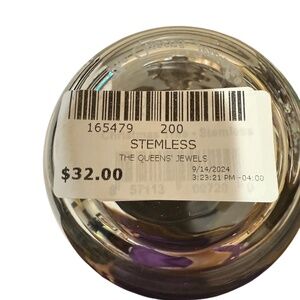 165479 200
STEMLESS
THE QUEENS' JEWELS
$32.00
9/14/2024
3:23:21 PM -04:00